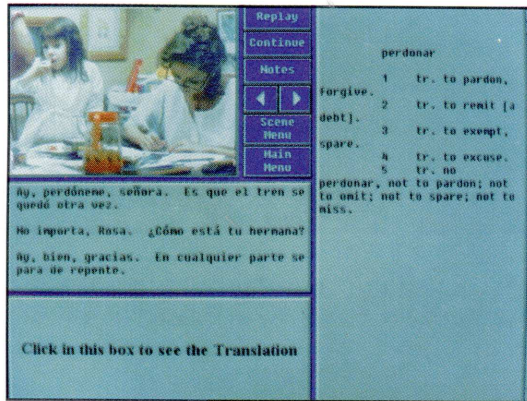 Replay
Continue
Notes
Scene
Menu
Main
Menu
Ay, perdóneme, señora. Es que el tren se
quedó otra vez.
No importa, Rosa. ¿Cómo está tu hermana?
Ay, bien, gracias. En cualquier parte se
para de repente.
Click in this box to see the Translation
perdonar
1 tr. to pardon,
forgive.
2 tr. to remit [a
debt].
3 tr. to exempt,
spare.
4 tr. to excuse.
5 tr. no
perdonar, not to pardon; not
to omit; not to spare; not to
miss.